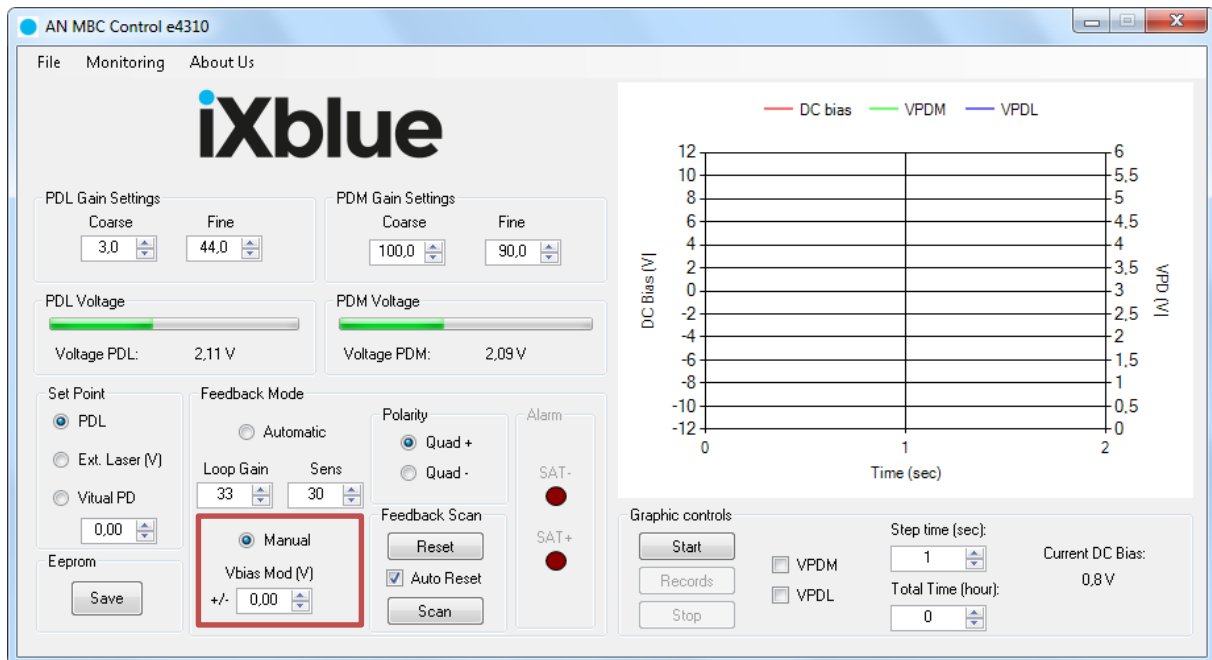 AN MBC Control e4310
File Monitoring About Us
iXblue
PDL Gain Settings
Coarse Fine
3,0 44,0
PDM Gain Settings
Coarse Fine
100,0 90,0
PDL Voltage
Voltage PDL: 2,11 V
PDM Voltage
Voltage PDM: 2,09 V
Set Point
PDL
Ext. Laser (V)
Vitual PD
0,00
Eeprom
Save
Feedback Mode
Automatic
Loop Gain Sens
33 30
Manual
Vbias Mod (V)
+/- 0,00
Polarity
Quad +
Quad -
Feedback Scan
Reset
Auto Reset
Scan
Alarm
SAT-
SAT+
DC bias VPDM VPDL
DC Bias (V)
12
10
8
6
4
2
0
-2
-4
-6
-8
-10
-12
6
5,5
5
4,5
4
3,5
3
2,5
2
1,5
1
0,5
0
VPD (V)
0 1 2
Time (sec)
Graphic controls
Start
Records
Stop
VPDM
VPDL
Step time (sec):
1
Total Time (hour):
0
Current DC Bias:
0,8 V